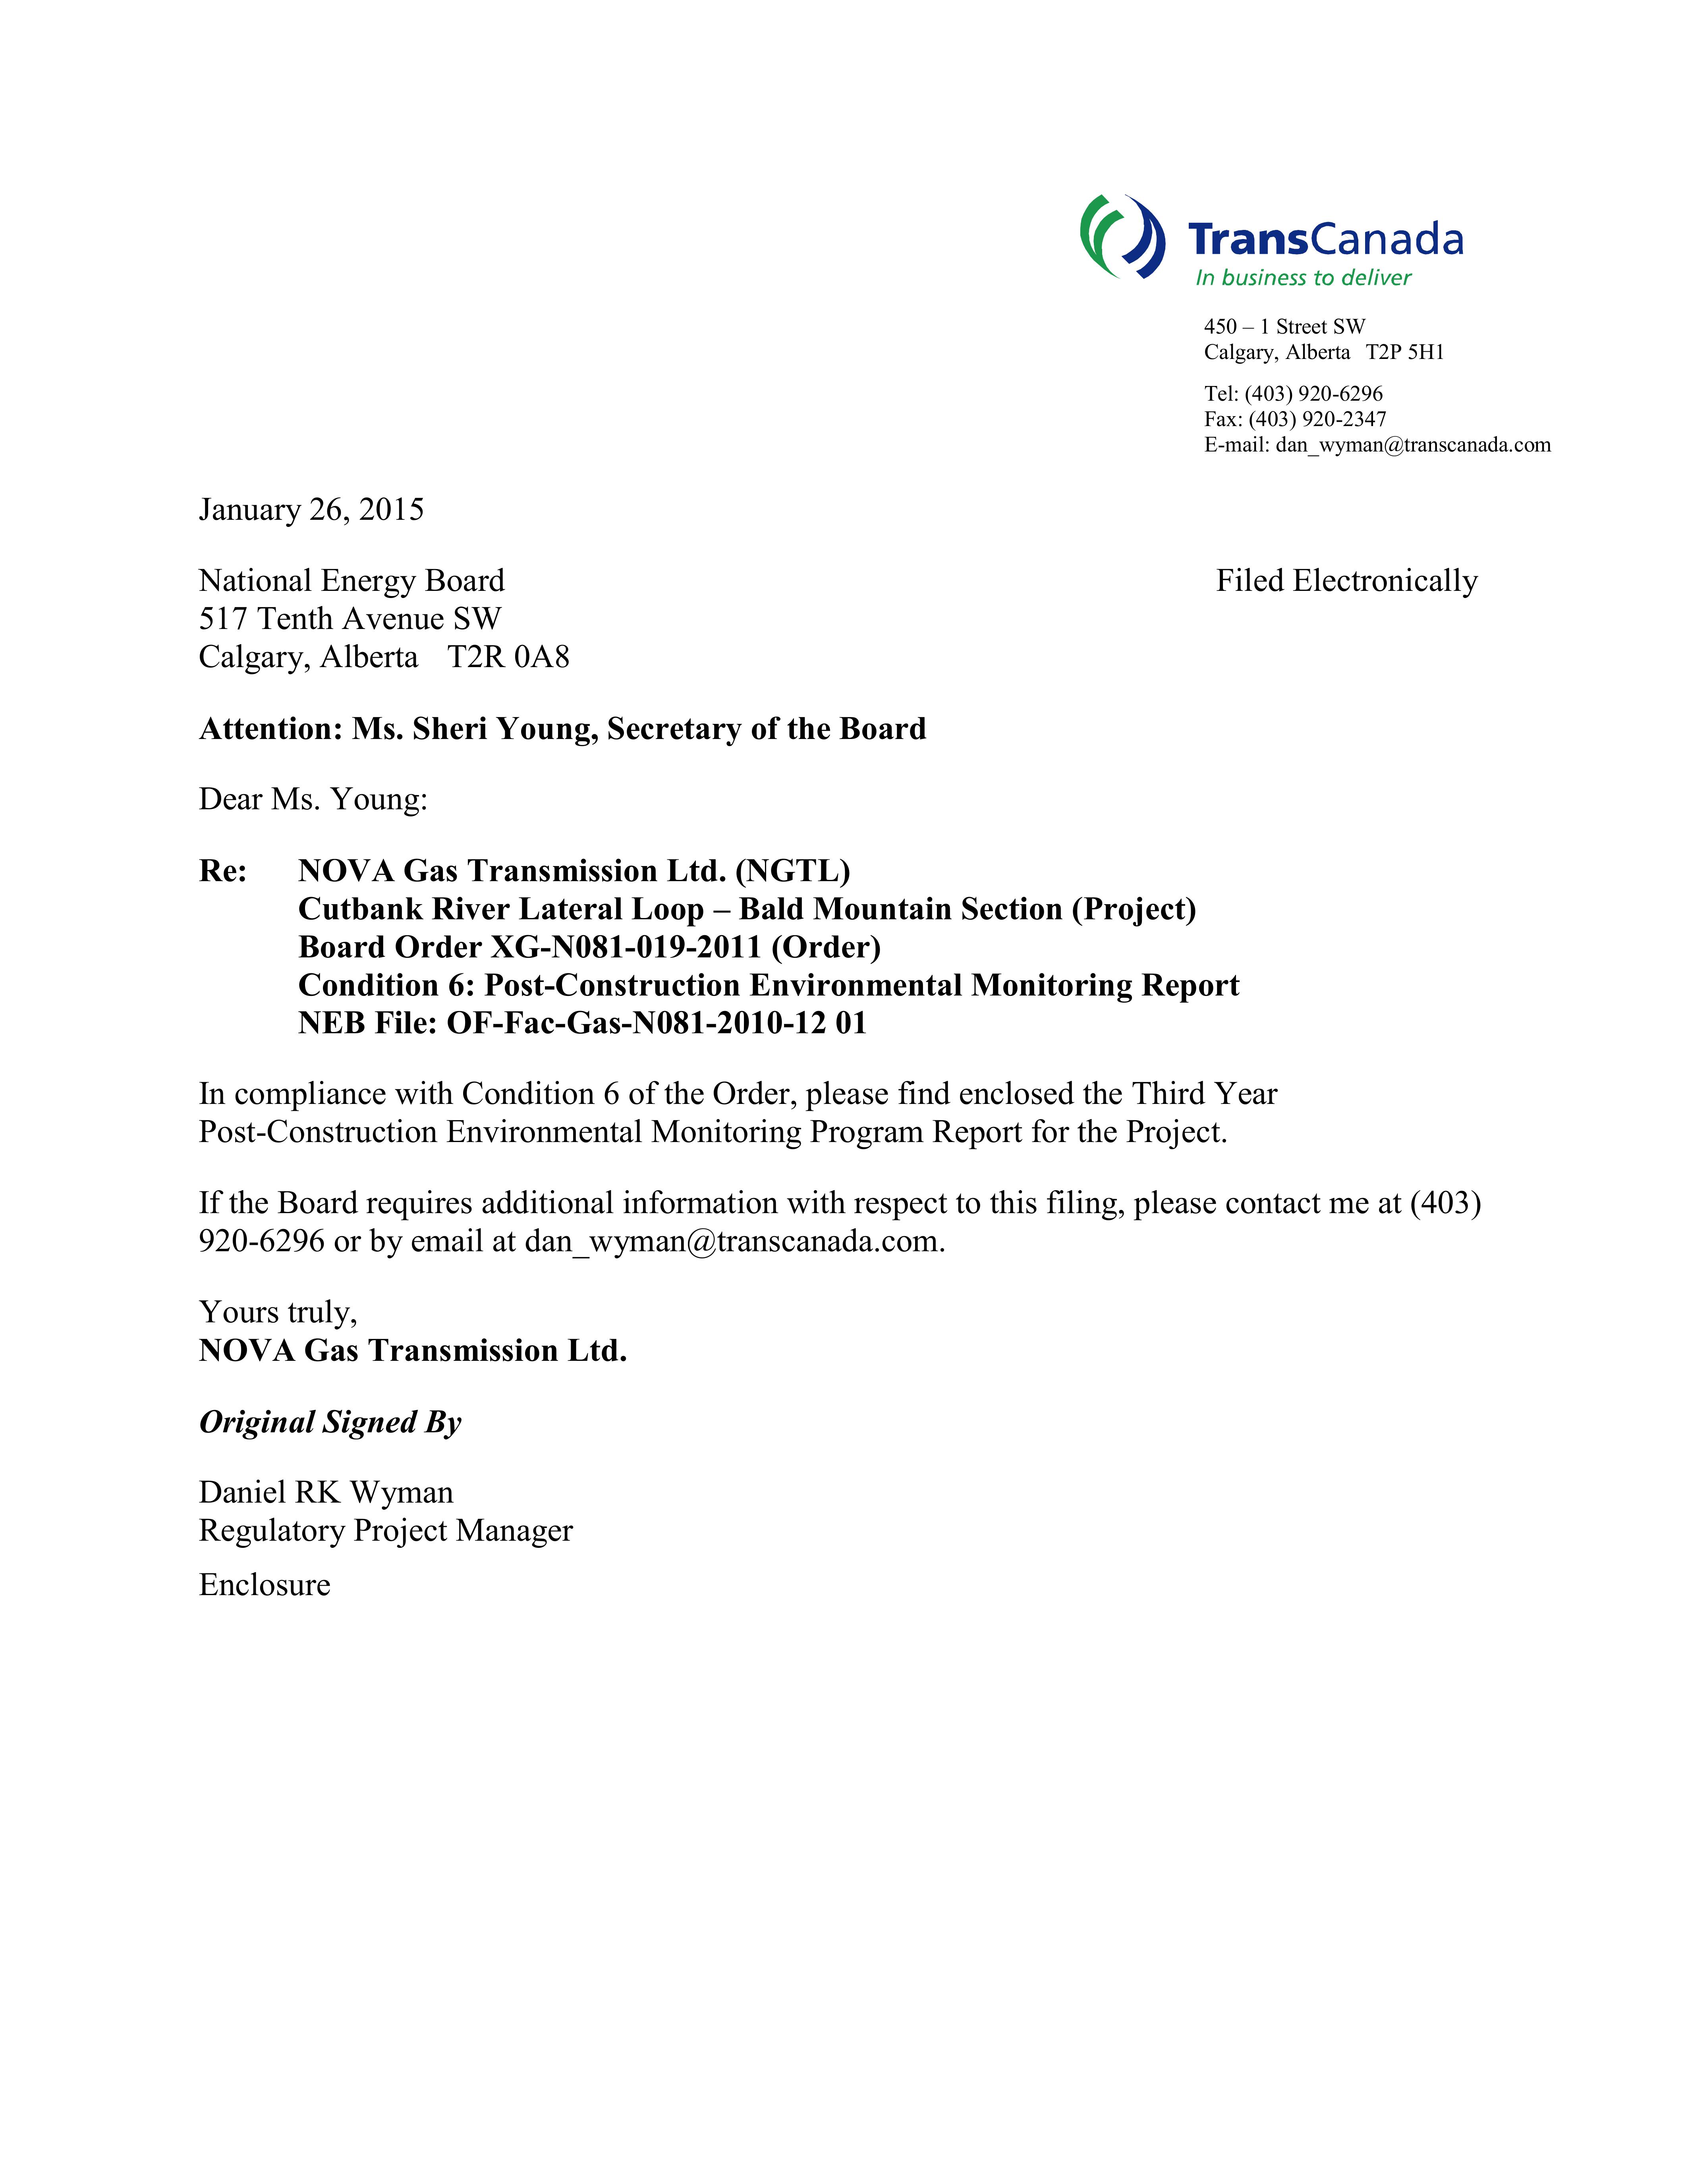 TransCanada
In business to deliver
450 – 1 Street SW
Calgary, Alberta T2P 5H1
Tel: (403) 920-6296
Fax: (403) 920-2347
E-mail: dan_wyman@transcanada.com
January 26, 2015
National Energy Board Filed Electronically
517 Tenth Avenue SW
Calgary, Alberta T2R 0A8
Attention: Ms. Sheri Young, Secretary of the Board
Dear Ms. Young:
Re: NOVA Gas Transmission Ltd. (NGTL)
Cutbank River Lateral Loop – Bald Mountain Section (Project)
Board Order XG-N081-019-2011 (Order)
Condition 6: Post-Construction Environmental Monitoring Report
NEB File: OF-Fac-Gas-N081-2010-12 01
In compliance with Condition 6 of the Order, please find enclosed the Third Year
Post-Construction Environmental Monitoring Program Report for the Project.
If the Board requires additional information with respect to this filing, please contact me at (403)
920-6296 or by email at dan_wyman@transcanada.com.
Yours truly,
NOVA Gas Transmission Ltd.
Original Signed By
Daniel RK Wyman
Regulatory Project Manager
Enclosure